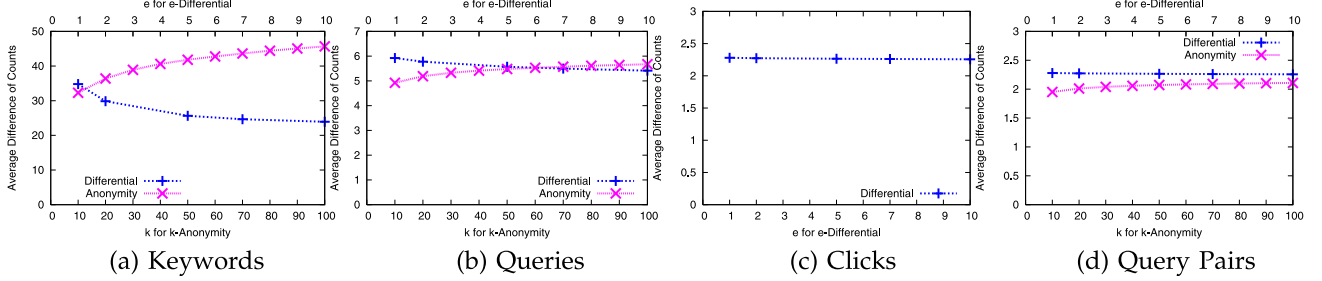 e for e-Differential
0 1 2 3 4 5 6 7 8 9 10
Average Difference of Counts
50
40
30
20
10
0
Differential
Anonymity
0 10 20 30 40 50 60 70 80 90 100
k for k-Anonymity
(a) Keywords
e for e-Differential
0 1 2 3 4 5 6 7 8 9 10
Average Difference of Counts
7
6
5
4
3
2
1
0
Differential
Anonymity
0 10 20 30 40 50 60 70 80 90 100
k for k-Anonymity
(b) Queries
Average Difference of Counts
3
2.5
2
1.5
1
0.5
0
Differential
0 1 2 3 4 5 6 7 8 9 10
e for e-Differential
(c) Clicks
e for e-Differential
0 1 2 3 4 5 6 7 8 9 10
Average Difference of Counts
3
2.5
2
1.5
1
0.5
0
Differential
Anonymity
0 10 20 30 40 50 60 70 80 90 100
k for k-Anonymity
(d) Query Pairs